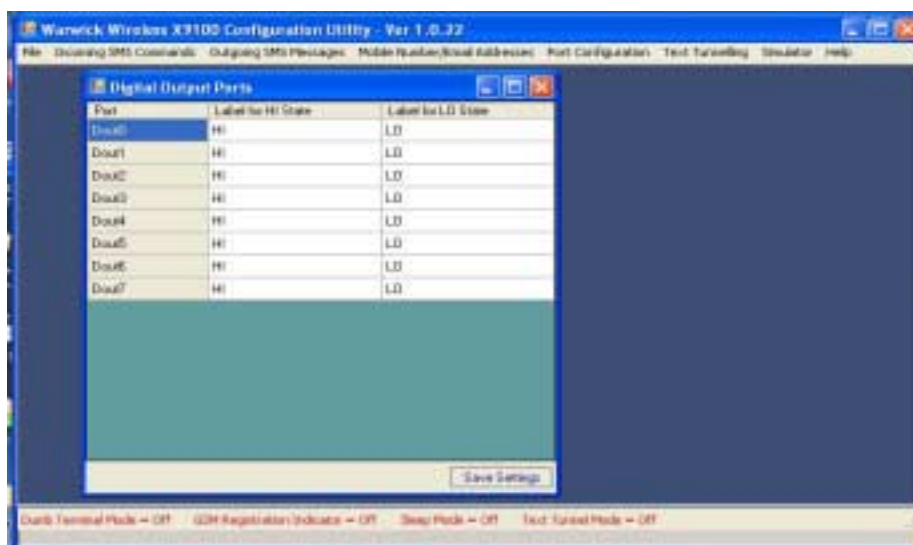 Warwick Wireless X9100 Configuration Utility - Ver 1.0.22
File Incoming SMS Commands Outgoing SMS Messages Mobile Number/Email Addresses Port Configuration Text Tunnelling Simulator Help
Digital Output Ports
Port Label for HI State Label for LO State
Dout0 HI LO
Dout1 HI LO
Dout2 HI LO
Dout3 HI LO
Dout4 HI LO
Dout5 HI LO
Dout6 HI LO
Dout7 HI LO
Save Settings
Dumb Terminal Mode = Off GSM Registration Indicator = Off Sleep Mode = Off Text Tunnel Mode = Off